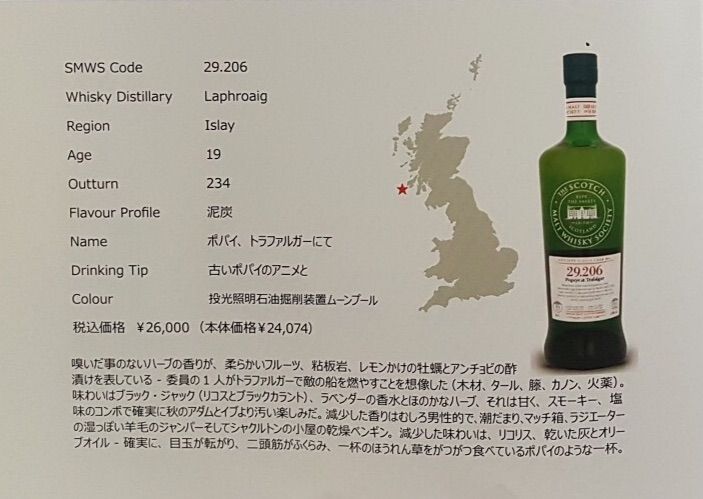 SMWS Code 29.206
Whisky Distillery Laphroaig
Region Islay
Age 19
Outturn 234
Flavour Profile 泥炭
Name ポパイ、トラファルガーにて
Drinking Tip 古いポパイのアニメと
Colour 投光照明石油掘削装置ムーンプール
税込価格 ¥26,000 (本体価格¥24,074)
THE SCOTCH
MALT WHISKY SOCIETY
29.206
Popeye at Trafalgar
嗅いだ事のないハーブの香りが、柔らかいフルーツ、粘板岩、レモンかけの牡蠣とアンチョビの酢
漬けを表している - 委員の1人がトラファルガーで敵の船を燃やすことを想像した(木材、タール、籐、カノン、火薬)。
味わいはブラック・ジャック(リコスとブラックカラント)、ラベンダーの香水とほのかなハーブ、それは甘く、スモーキー、塩
味のコンボで確実に秋のアダムとイブより汚い楽しみだ。減少した香りはむしろ男性的で、潮だまり、マッチ箱、ラジエーター
の湿っぽい羊毛のジャンパーそしてシャクルトンの小屋の乾燥ペンギン。減少した味わいは、リコリス、乾いた灰とオリー
ブオイル - 確実に、目玉が転がり、二頭筋がふくらみ、一杯のほうれん草をがつがつ食べているポパイのような一杯。